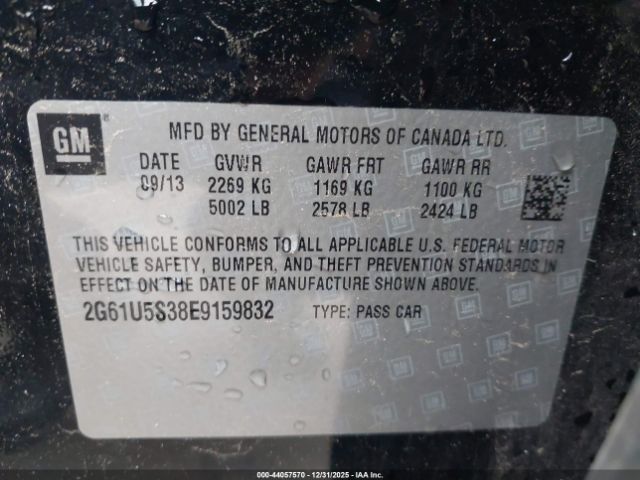 GM
MFD BY GENERAL MOTORS OF CANADA LTD.
DATE GVWR GAWR FRT GAWR RR
09/13 2269 KG 1169 KG 1100 KG
5002 LB 2578 LB 2424 LB
THIS VEHICLE CONFORMS TO ALL APPLICABLE U.S. FEDERAL MOTOR
VEHICLE SAFETY, BUMPER, AND THEFT PREVENTION STANDARDS IN
EFFECT ON THE DATE OF MANUFACTURE SHOWN ABOVE.
2G61U5S38E9159832 TYPE: PASS CAR
000-44057570 - 12/31/2025 - COPART